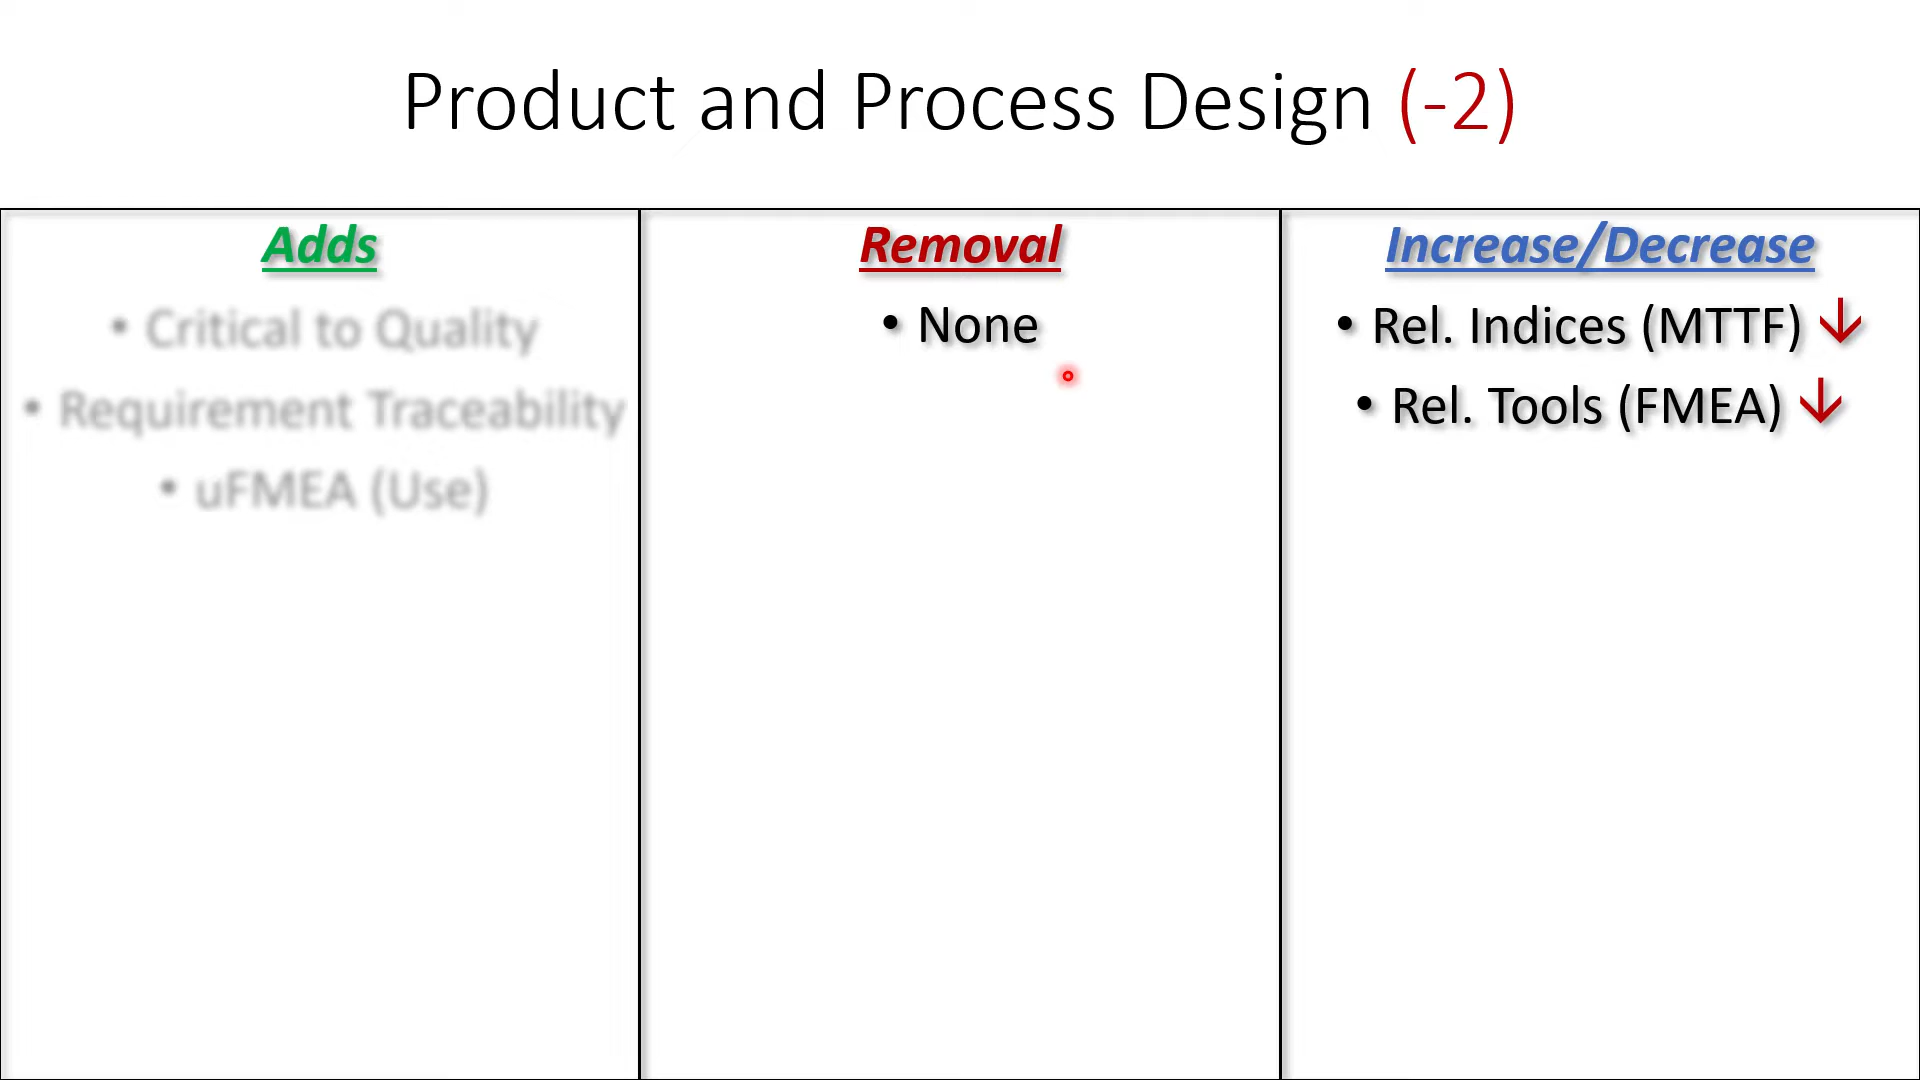 Product and Process Design (-2)
Adds
• Critical to Quality
• Requirement Traceability
• uFMEA (Use)
Removal
• None
Increase/Decrease
• Rel. Indices (MTTF) ↓
• Rel. Tools (FMEA) ↓